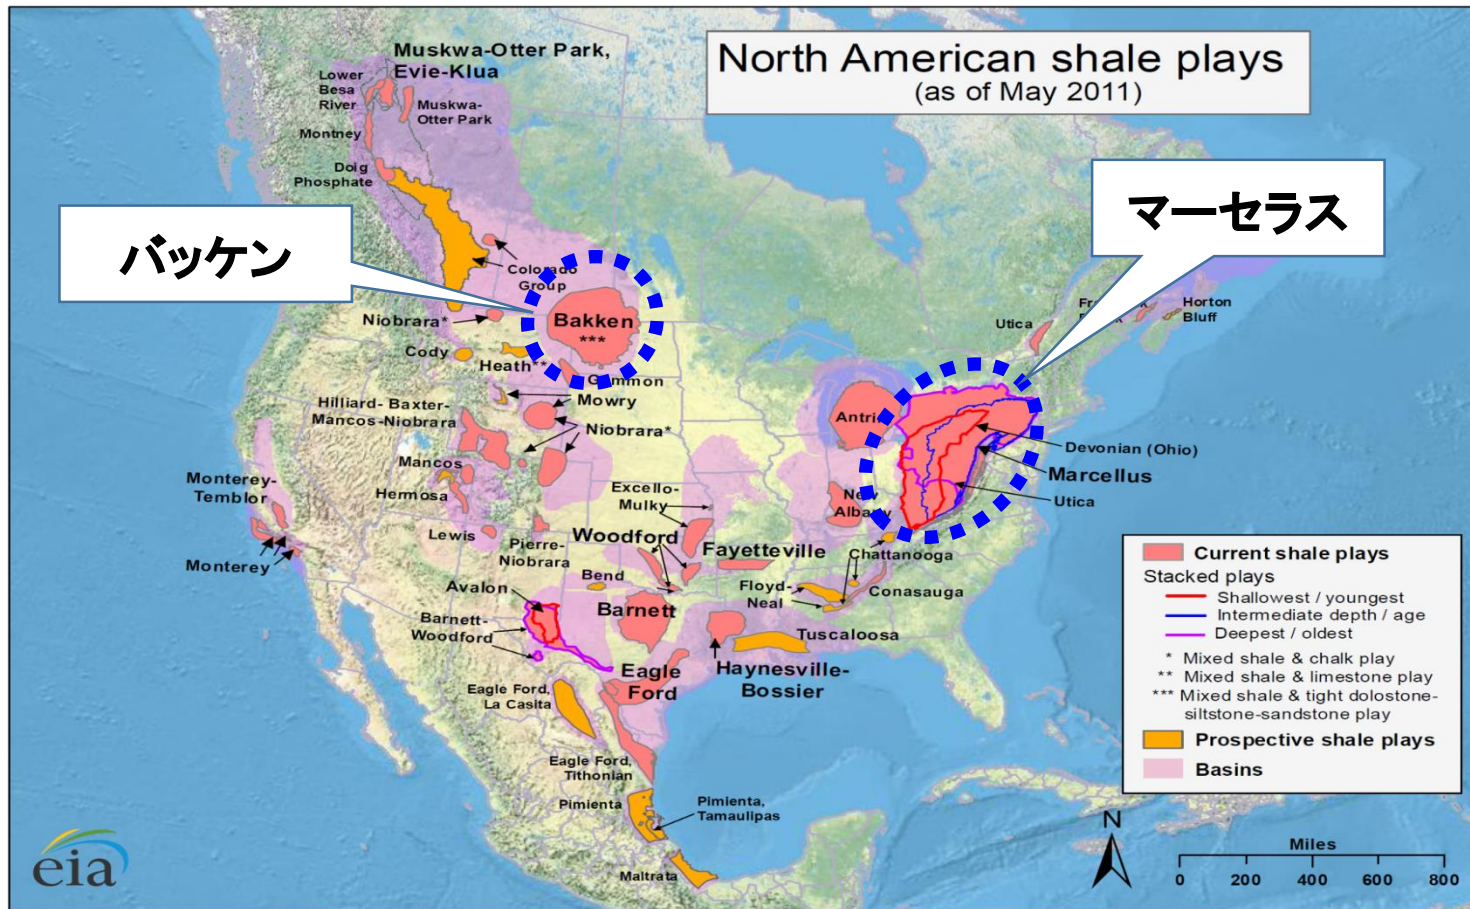 North American shale plays
(as of May 2011)
Muskwa-Otter Park,
Evie-Klua
Lower
Besa
River
Muskwa-
Otter Park
Montney
Doig
Phosphate
マーセラス
バッケン
Colorado
Group
Bakken
***
Niobrara*
Cody
Heath**
Gammon
Mowry
Hilliard- Baxter-
Mancos-Niobrara
Niobrara*
Mancos
Hermosa
Monterey-
Temblor
Monterey
Lewis
Pierre-
Niobrara
Excello-
Mulky
Woodford
Fayetteville
Bend
Avalon
Barnett
Barnett-
Woodford
Eagle
Ford
Haynesville-
Bossier
Tuscaloosa
Floyd-
Neal
Chattanooga
Conasauga
New
Albany
Utica
Horton
Bluff
Devonian (Ohio)
Marcellus
Utica
Eagle Ford,
La Casita
Eagle Ford,
Tithonian
Pimienta
Pimienta,
Tamaulipas
Maltrata
Current shale plays
Stacked plays
Shallowest / youngest
Intermediate depth / age
Deepest / oldest
* Mixed shale & chalk play
** Mixed shale & limestone play
*** Mixed shale & tight dolostone-
siltstone-sandstone play
Prospective shale plays
Basins
eia
N
Miles
0 200 400 600 800